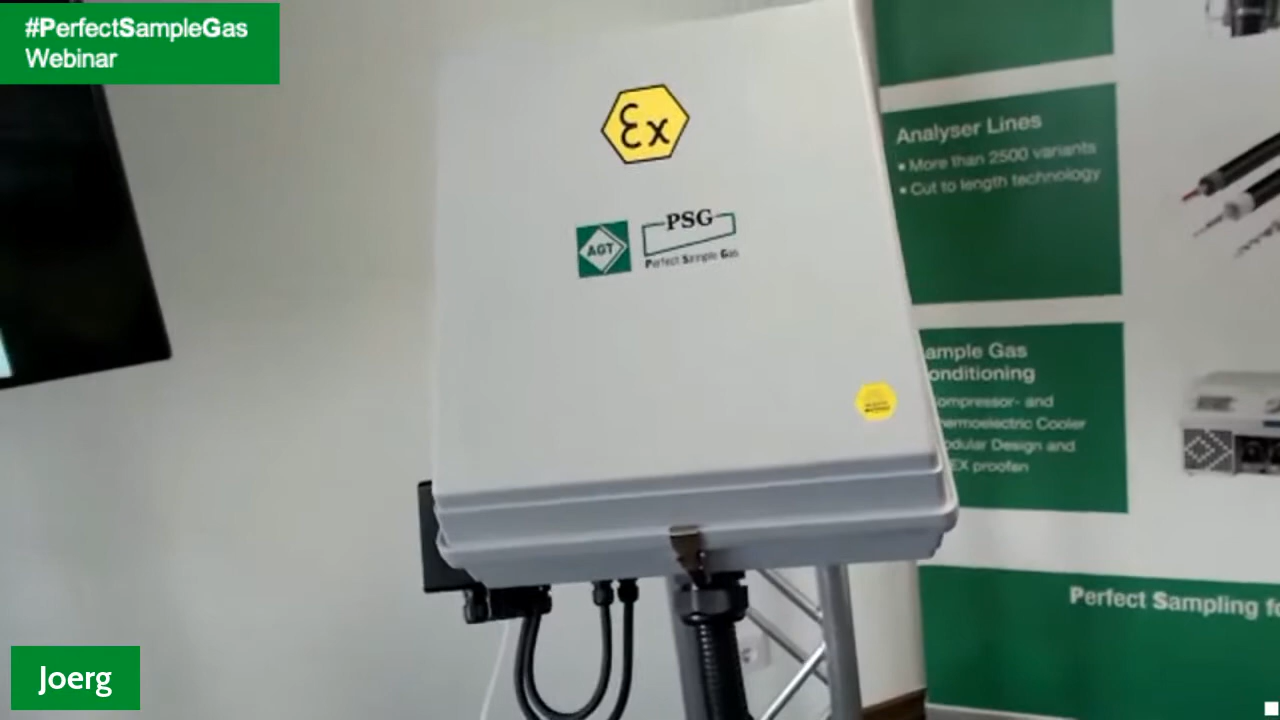 #PerfectSampleGas
Webinar
Ex
AGT
PSG
Perfect Sample Gas
Analyser Lines
• More than 2500 variants
• Cut to length technology
ample Gas
onditioning
ompressor- and
ermoelectric Cooler
odular Design and
EX proofen
Perfect Sampling fo
Joerg